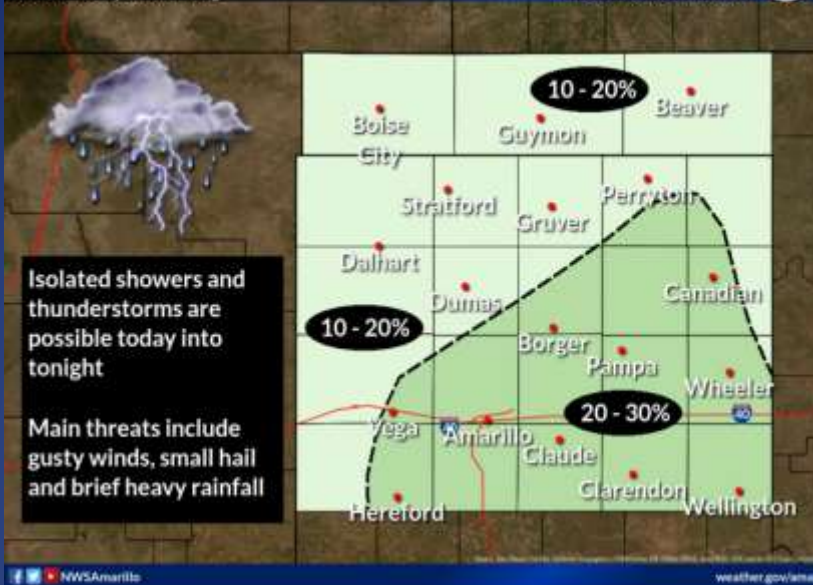 10 - 20%
Beaver
Boise
City
Guymon
Perryton
Stratford
Gruver
Dalhart
Canadian
Dumas
10 - 20%
Borger
Pampa
Wheeler
20 - 30%
Vega
Amarillo
40
Claude
Clarendon
Wellington
Hereford
Isolated showers and
thunderstorms are
possible today into
tonight
Main threats include
gusty winds, small hail
and brief heavy rainfall
NWSAmarillo
weather.gov/ama